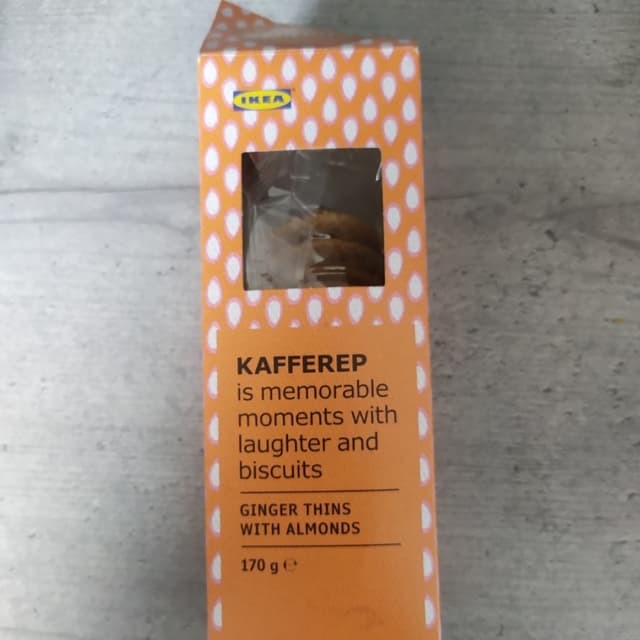 IKEA
KAFFEREP
is memorable
moments with
laughter and
biscuits
GINGER THINS
WITH ALMONDS
170 g ℮